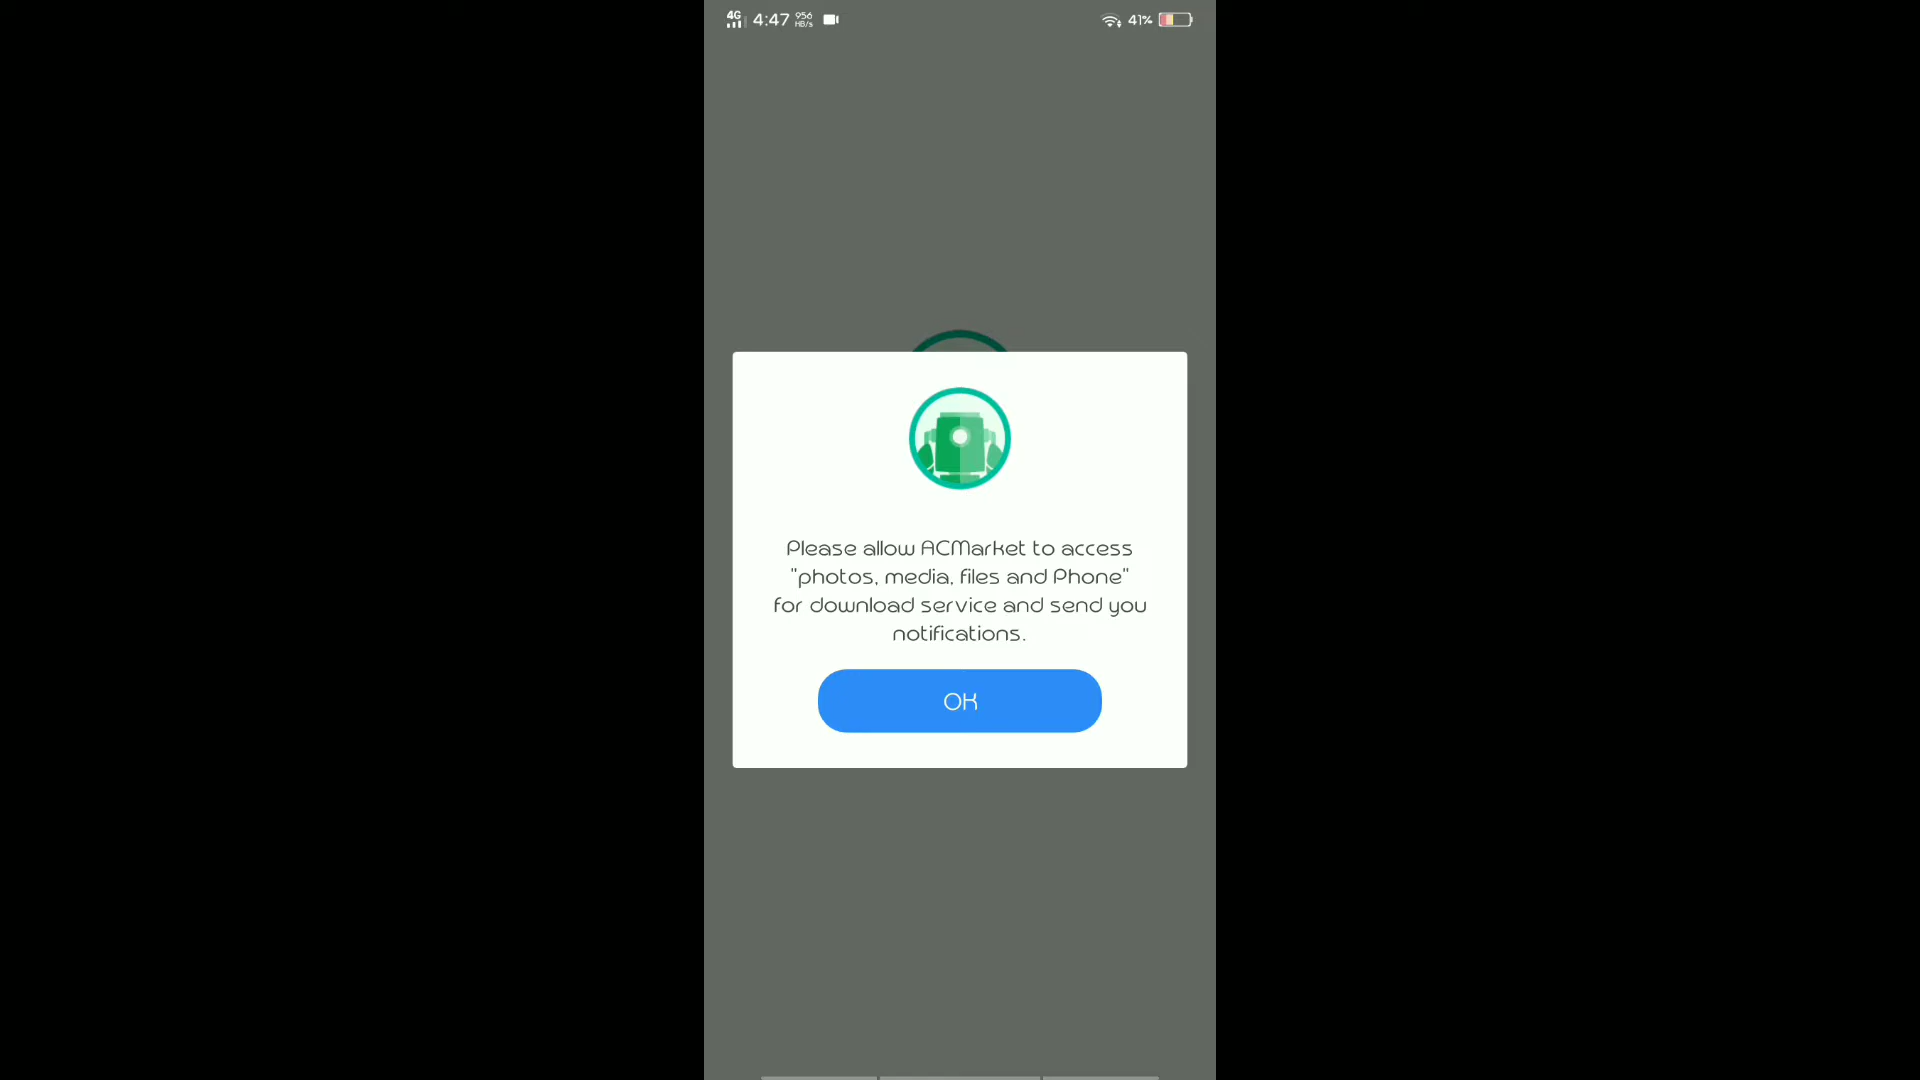 4G 4:47 956 KB/s 41%
Please allow ACMarket to access
"photos, media, files and Phone"
for download service and send you
notifications.
OK